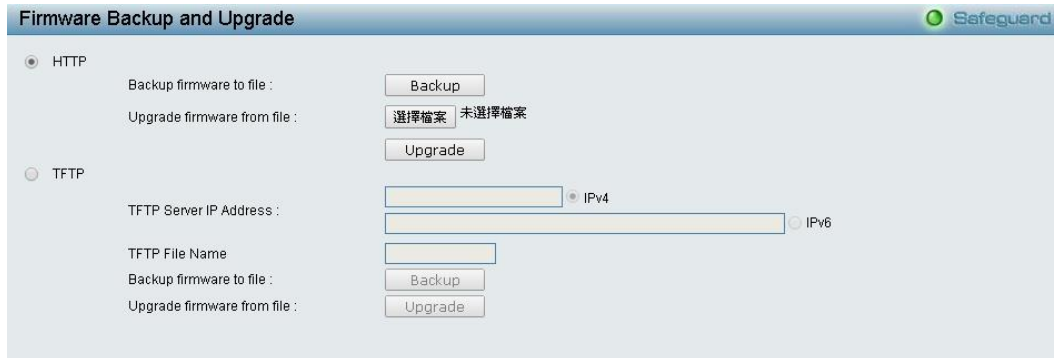 Firmware Backup and Upgrade
Safeguard
HTTP
Backup firmware to file : Backup
Upgrade firmware from file : 選擇檔案 未選擇檔案
Upgrade
TFTP
TFTP Server IP Address : IPv4
IPv6
TFTP File Name
Backup firmware to file : Backup
Upgrade firmware from file : Upgrade